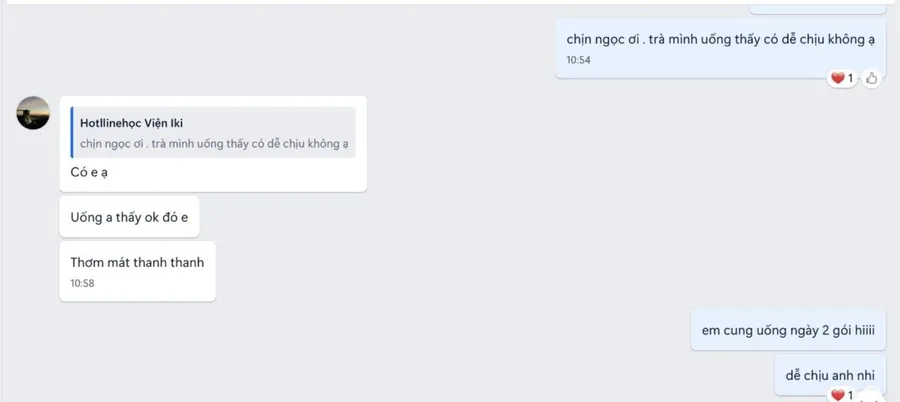 chịn ngọc ơi . trà mình uống thấy có dễ chịu không ạ
10:54
1
Hotllinehọc Viện Iki
chịn ngọc ơi . trà mình uống thấy có dễ chịu không ạ
Có e ạ
Uống a thấy ok đó e
Thơm mát thanh thanh
10:58
em cung uống ngày 2 gói hiiii
dễ chịu anh nhi
1